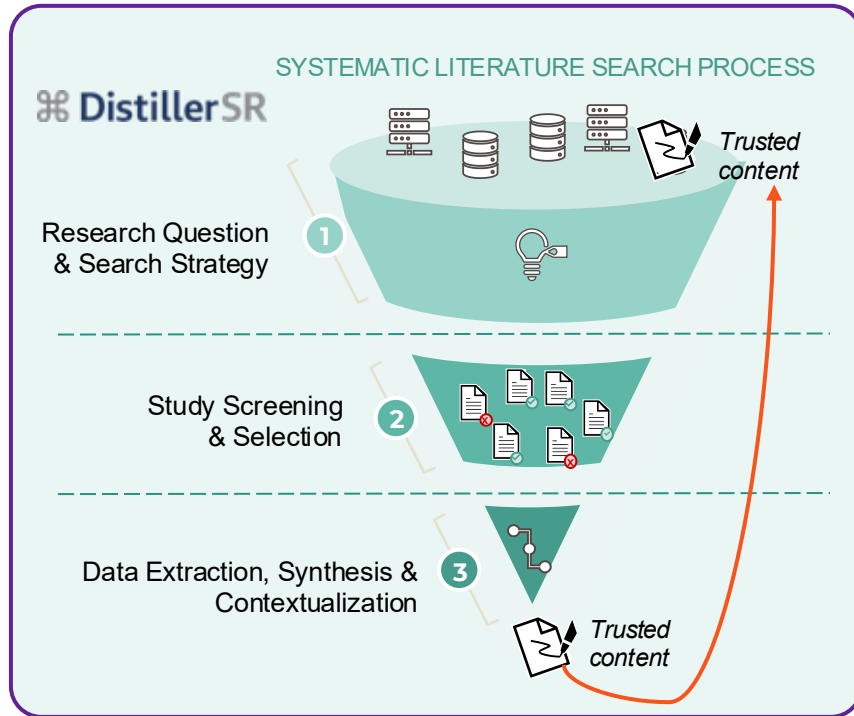 SYSTEMATIC LITERATURE SEARCH PROCESS
DistillerSR
Trusted
content
1
Research Question
& Search Strategy
2
Study Screening
& Selection
3
Data Extraction, Synthesis &
Contextualization
Trusted
content